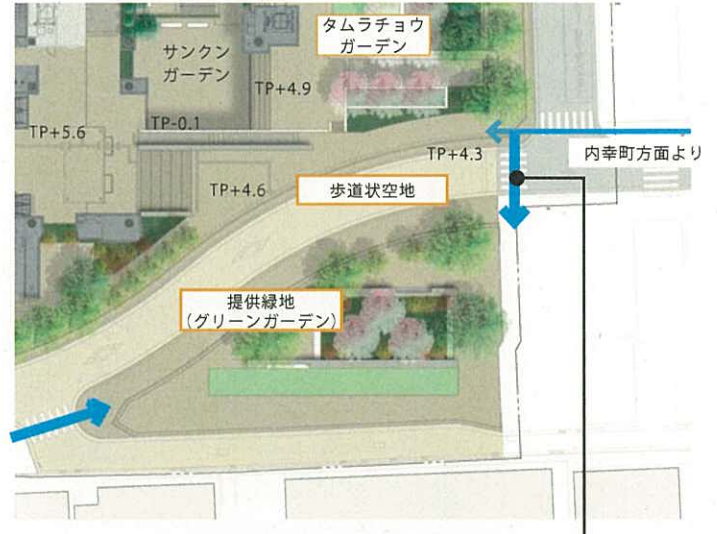 タムラチョウ
ガーデン
サンクン
ガーデン
TP+4.9
TP-0.1
TP+5.6
TP+4.3
内幸町方面より
TP+4.6
歩道状空地
提供緑地
(グリーンガーデン)